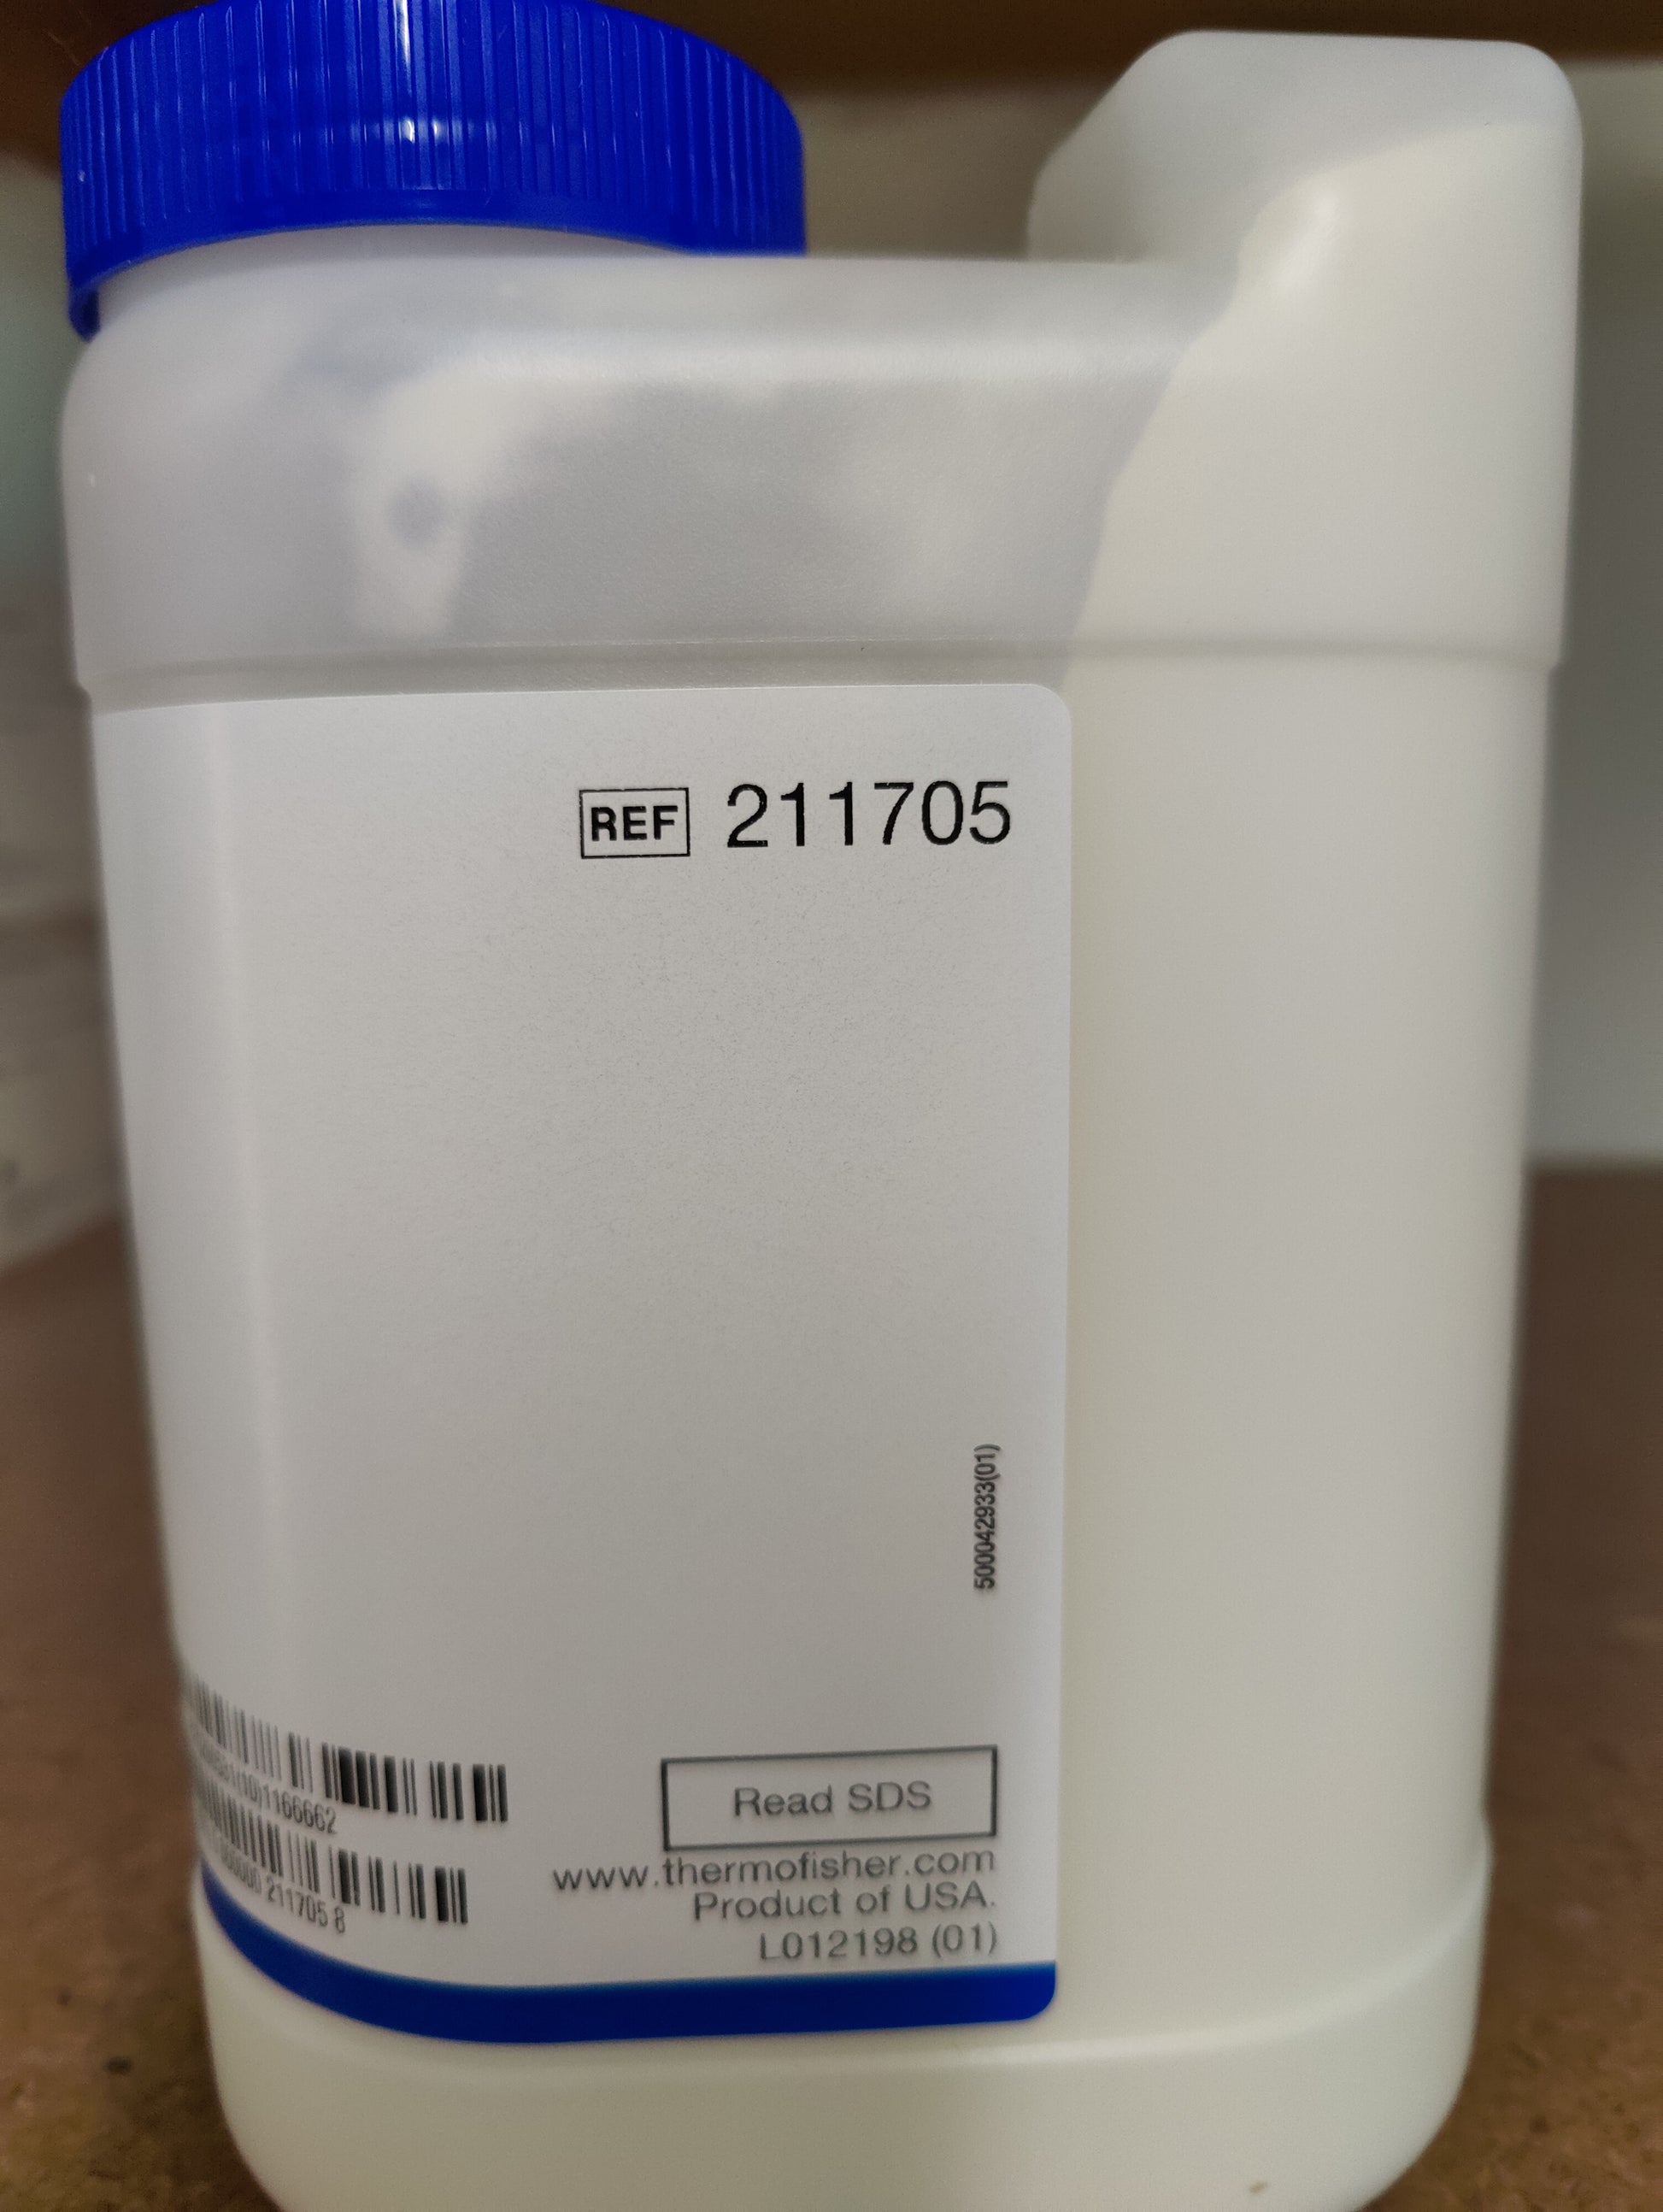 REF 211705
500042933(01)
1166662
211705 8
Read SDS
www.thermofisher.com
Product of USA.
L012198 (01)